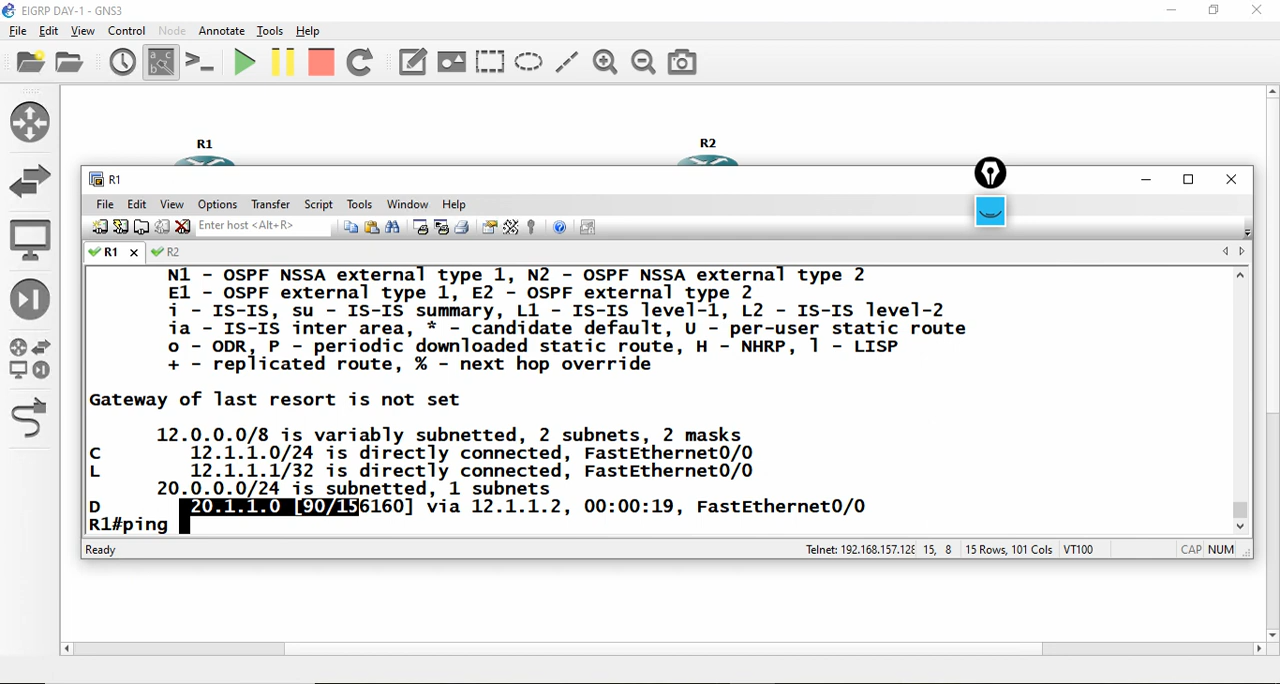 EIGRP DAY-1 - GNS3
File Edit View Control Node Annotate Tools Help
R1 R2
R1
File Edit View Options Transfer Script Tools Window Help
Enter host <Alt+R>
R1 R2
N1 - OSPF NSSA external type 1, N2 - OSPF NSSA external type 2
E1 - OSPF external type 1, E2 - OSPF external type 2
i - IS-IS, su - IS-IS summary, L1 - IS-IS level-1, L2 - IS-IS level-2
ia - IS-IS inter area, * - candidate default, U - per-user static route
o - ODR, P - periodic downloaded static route, H - NHRP, l - LISP
+ - replicated route, % - next hop override
Gateway of last resort is not set
12.0.0.0/8 is variably subnetted, 2 subnets, 2 masks
C 12.1.1.0/24 is directly connected, FastEthernet0/0
L 12.1.1.1/32 is directly connected, FastEthernet0/0
20.0.0.0/24 is subnetted, 1 subnets
D 20.1.1.0 [90/156160] via 12.1.1.2, 00:00:19, FastEthernet0/0
R1#ping
Ready Telnet: 192.168.157.128 15, 8 15 Rows, 101 Cols VT100 CAP NUM